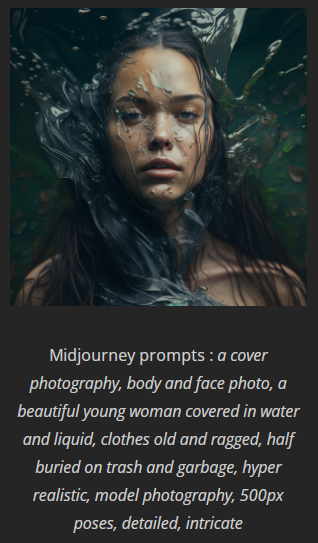 Midjourney prompts : a cover
photography, body and face photo, a
beautiful young woman covered in water
and liquid, clothes old and ragged, half
buried on trash and garbage, hyper
realistic, model photography, 500px
poses, detailed, intricate